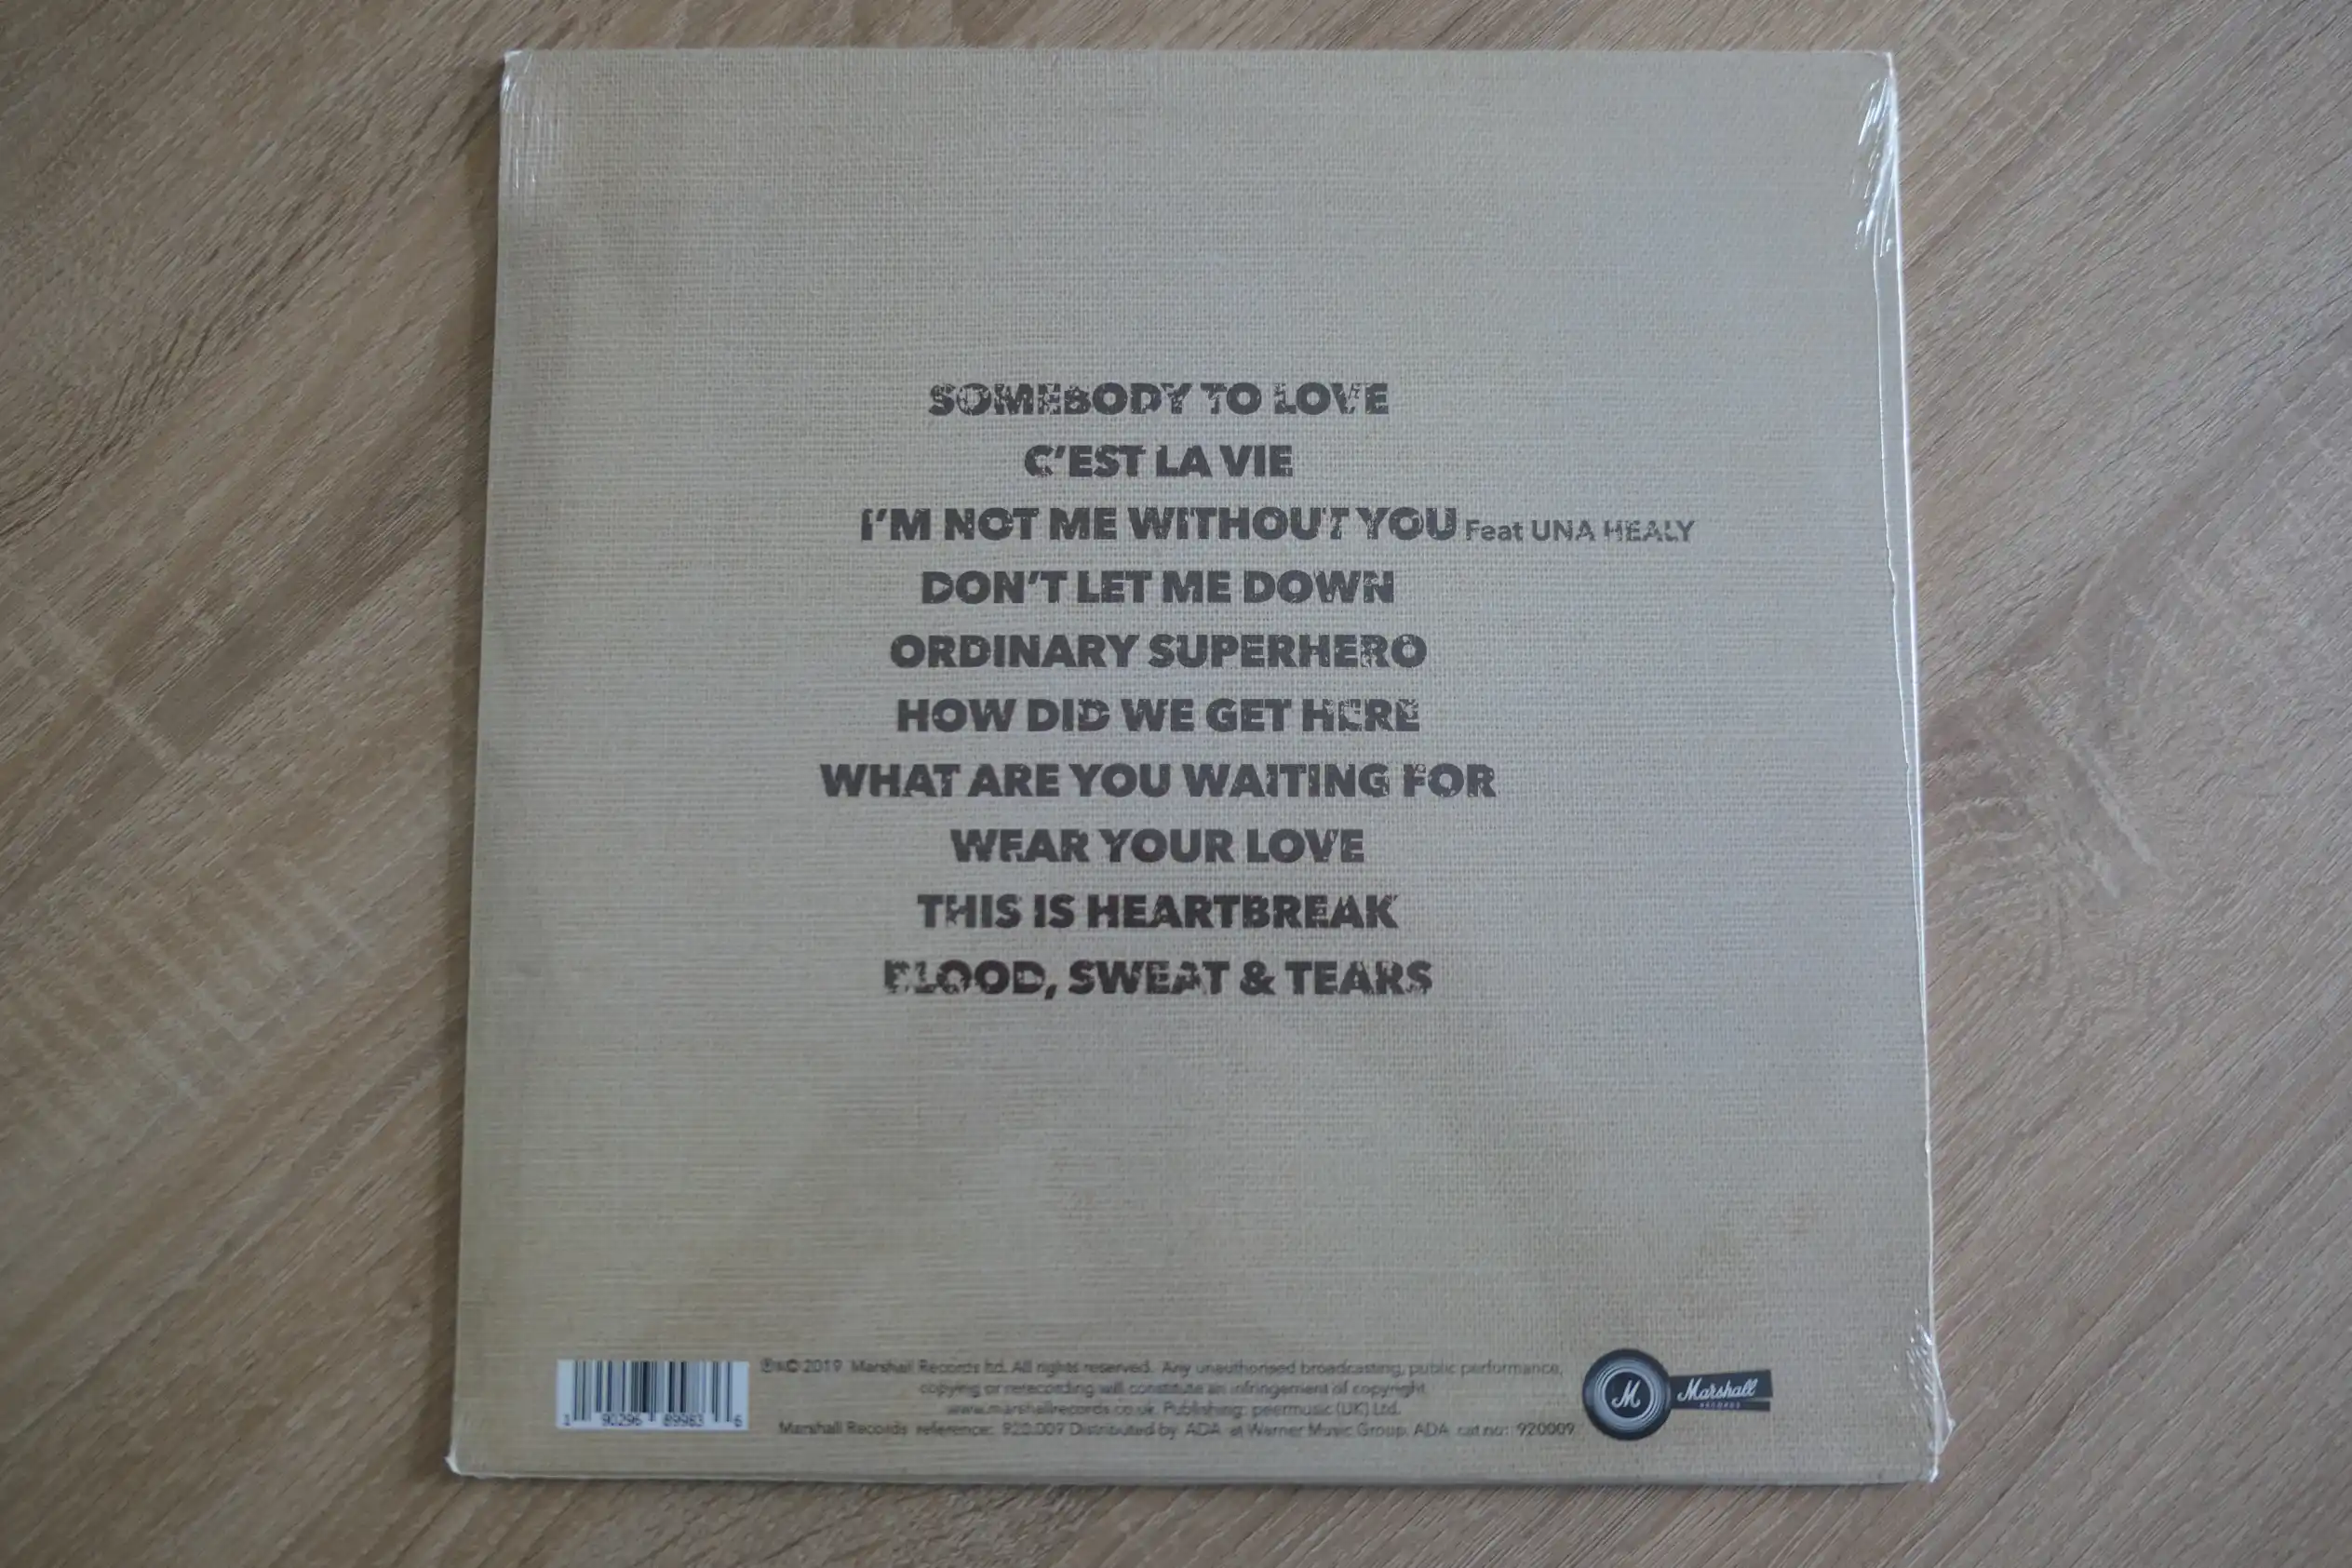 SOMEBODY TO LOVE
C'EST LA VIE
I'M NOT ME WITHOUT YOU Feat UNA HEALY
DON'T LET ME DOWN
ORDINARY SUPERHERO
HOW DID WE GET HERE
WHAT ARE YOU WAITING FOR
WEAR YOUR LOVE
THIS IS HEARTBREAK
BLOOD, SWEAT & TEARS
℗&© 2019 Marshall Records ltd. All rights reserved. Any unauthorised broadcasting, public performance,
copying or rerecording will constitute an infringement of copyright.
www.marshallrecords.co.uk Publishing: peermusic (UK) Ltd.
Marshall Records reference: 920.009 Distributed by ADA at Warner Music Group, ADA cat no: 920009
1 90296 89983 6
M Marshall
RECORDS